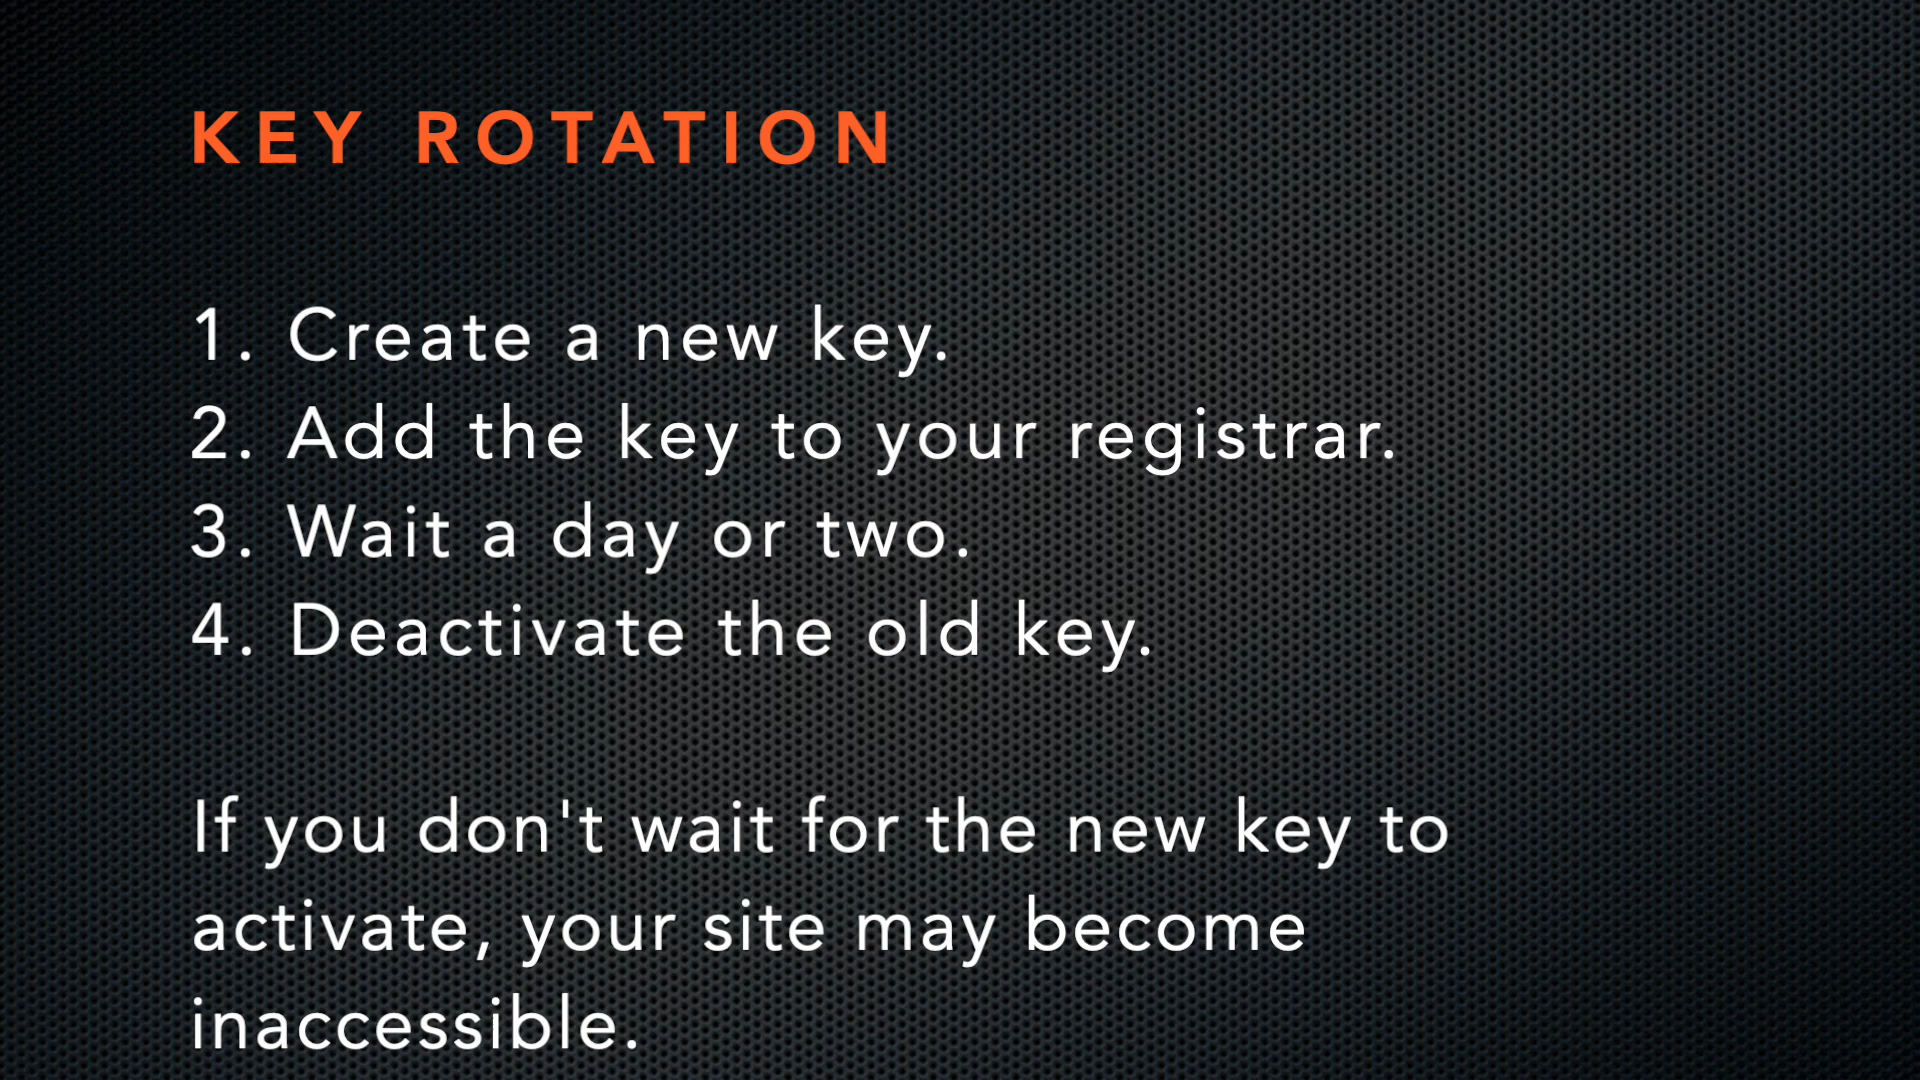 KEY ROTATION
1. Create a new key.
2. Add the key to your registrar.
3. Wait a day or two.
4. Deactivate the old key.
If you don't wait for the new key to
activate, your site may become
inaccessible.